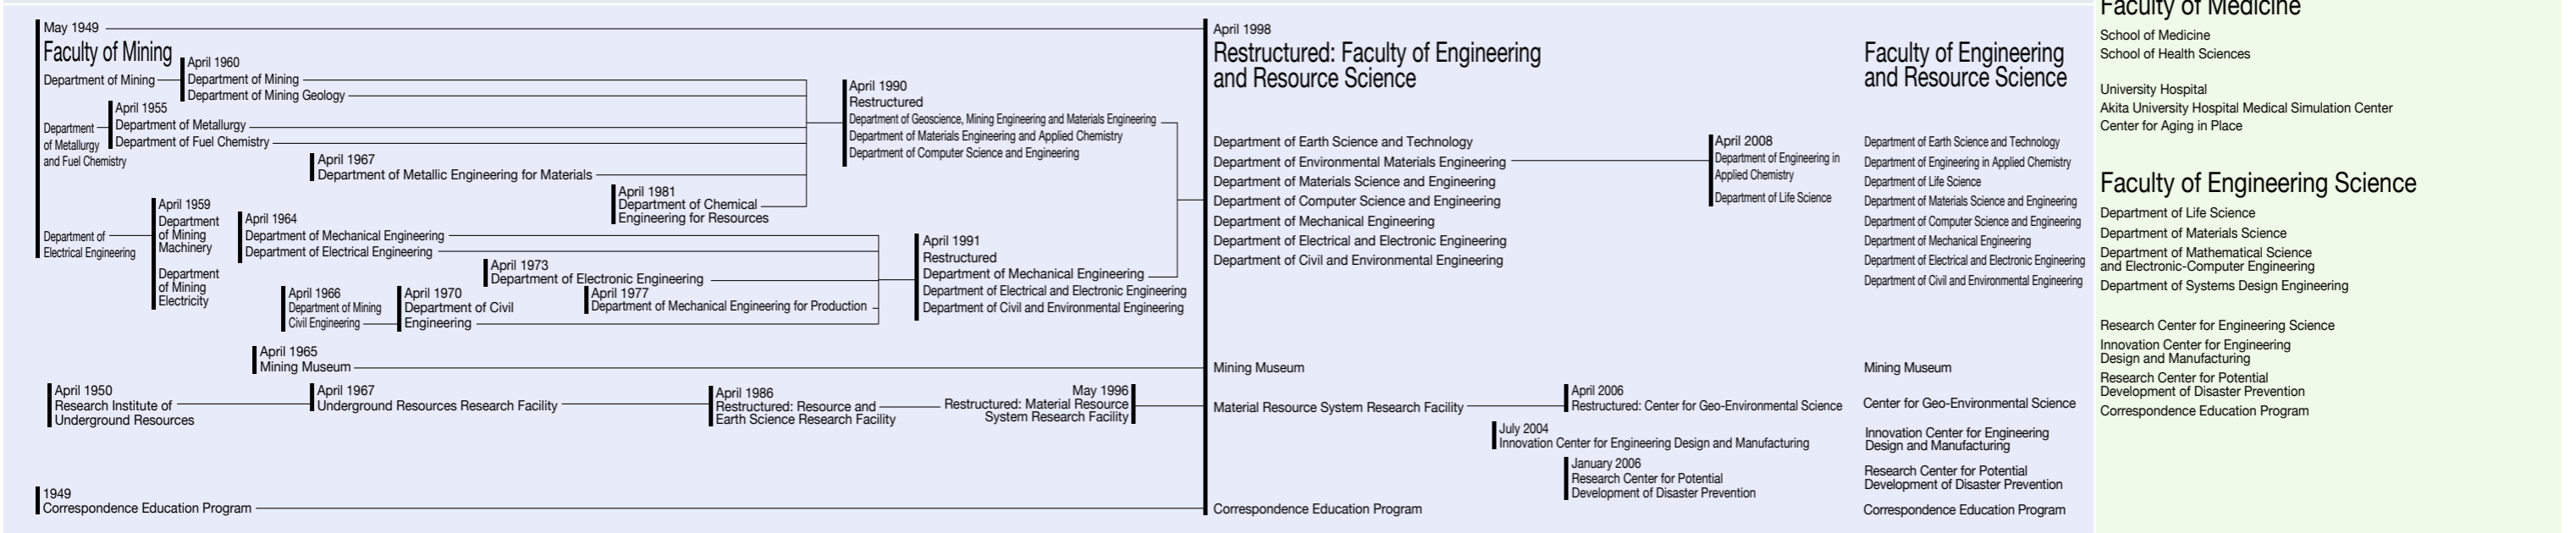 May 1949
Faculty of Mining
Department of Mining
April 1960
Department of Mining
Department of Mining Geology
April 1955
Department of Metallurgy
Department of Fuel Chemistry
Department
of Metallurgy
and Fuel Chemistry
April 1967
Department of Metallic Engineering for Materials
April 1981
Department of Chemical
Engineering for Resources
April 1990
Restructured
Department of Geoscience, Mining Engineering and Materials Engineering
Department of Materials Engineering and Applied Chemistry
Department of Computer Science and Engineering
Department of
Electrical Engineering
April 1959
Department
of Mining
Machinery
Department
of Mining
Electricity
April 1964
Department of Mechanical Engineering
Department of Electrical Engineering
April 1973
Department of Electronic Engineering
April 1966
Department of Mining
Civil Engineering
April 1970
Department of Civil
Engineering
April 1977
Department of Mechanical Engineering for Production
April 1991
Restructured
Department of Mechanical Engineering
Department of Electrical and Electronic Engineering
Department of Civil and Environmental Engineering
April 1965
Mining Museum
April 1950
Research Institute of
Underground Resources
April 1967
Underground Resources Research Facility
April 1986
Restructured: Resource and
Earth Science Research Facility
May 1996
Restructured: Material Resource
System Research Facility
1949
Correspondence Education Program
April 1998
Restructured: Faculty of Engineering
and Resource Science
Department of Earth Science and Technology
Department of Environmental Materials Engineering
Department of Materials Science and Engineering
Department of Computer Science and Engineering
Department of Mechanical Engineering
Department of Electrical and Electronic Engineering
Department of Civil and Environmental Engineering
April 2008
Department of Engineering in
Applied Chemistry
Department of Life Science
Mining Museum
Material Resource System Research Facility
April 2006
Restructured: Center for Geo-Environmental Science
July 2004
Innovation Center for Engineering Design and Manufacturing
January 2006
Research Center for Potential
Development of Disaster Prevention
Correspondence Education Program
Faculty of Engineering
and Resource Science
Department of Earth Science and Technology
Department of Engineering in Applied Chemistry
Department of Life Science
Department of Materials Science and Engineering
Department of Computer Science and Engineering
Department of Mechanical Engineering
Department of Electrical and Electronic Engineering
Department of Civil and Environmental Engineering
Mining Museum
Center for Geo-Environmental Science
Innovation Center for Engineering
Design and Manufacturing
Research Center for Potential
Development of Disaster Prevention
Correspondence Education Program
Faculty of Medicine
School of Medicine
School of Health Sciences
University Hospital
Akita University Hospital Medical Simulation Center
Center for Aging in Place
Faculty of Engineering Science
Department of Life Science
Department of Materials Science
Department of Mathematical Science
and Electronic-Computer Engineering
Department of Systems Design Engineering
Research Center for Engineering Science
Innovation Center for Engineering
Design and Manufacturing
Research Center for Potential
Development of Disaster Prevention
Correspondence Education Program